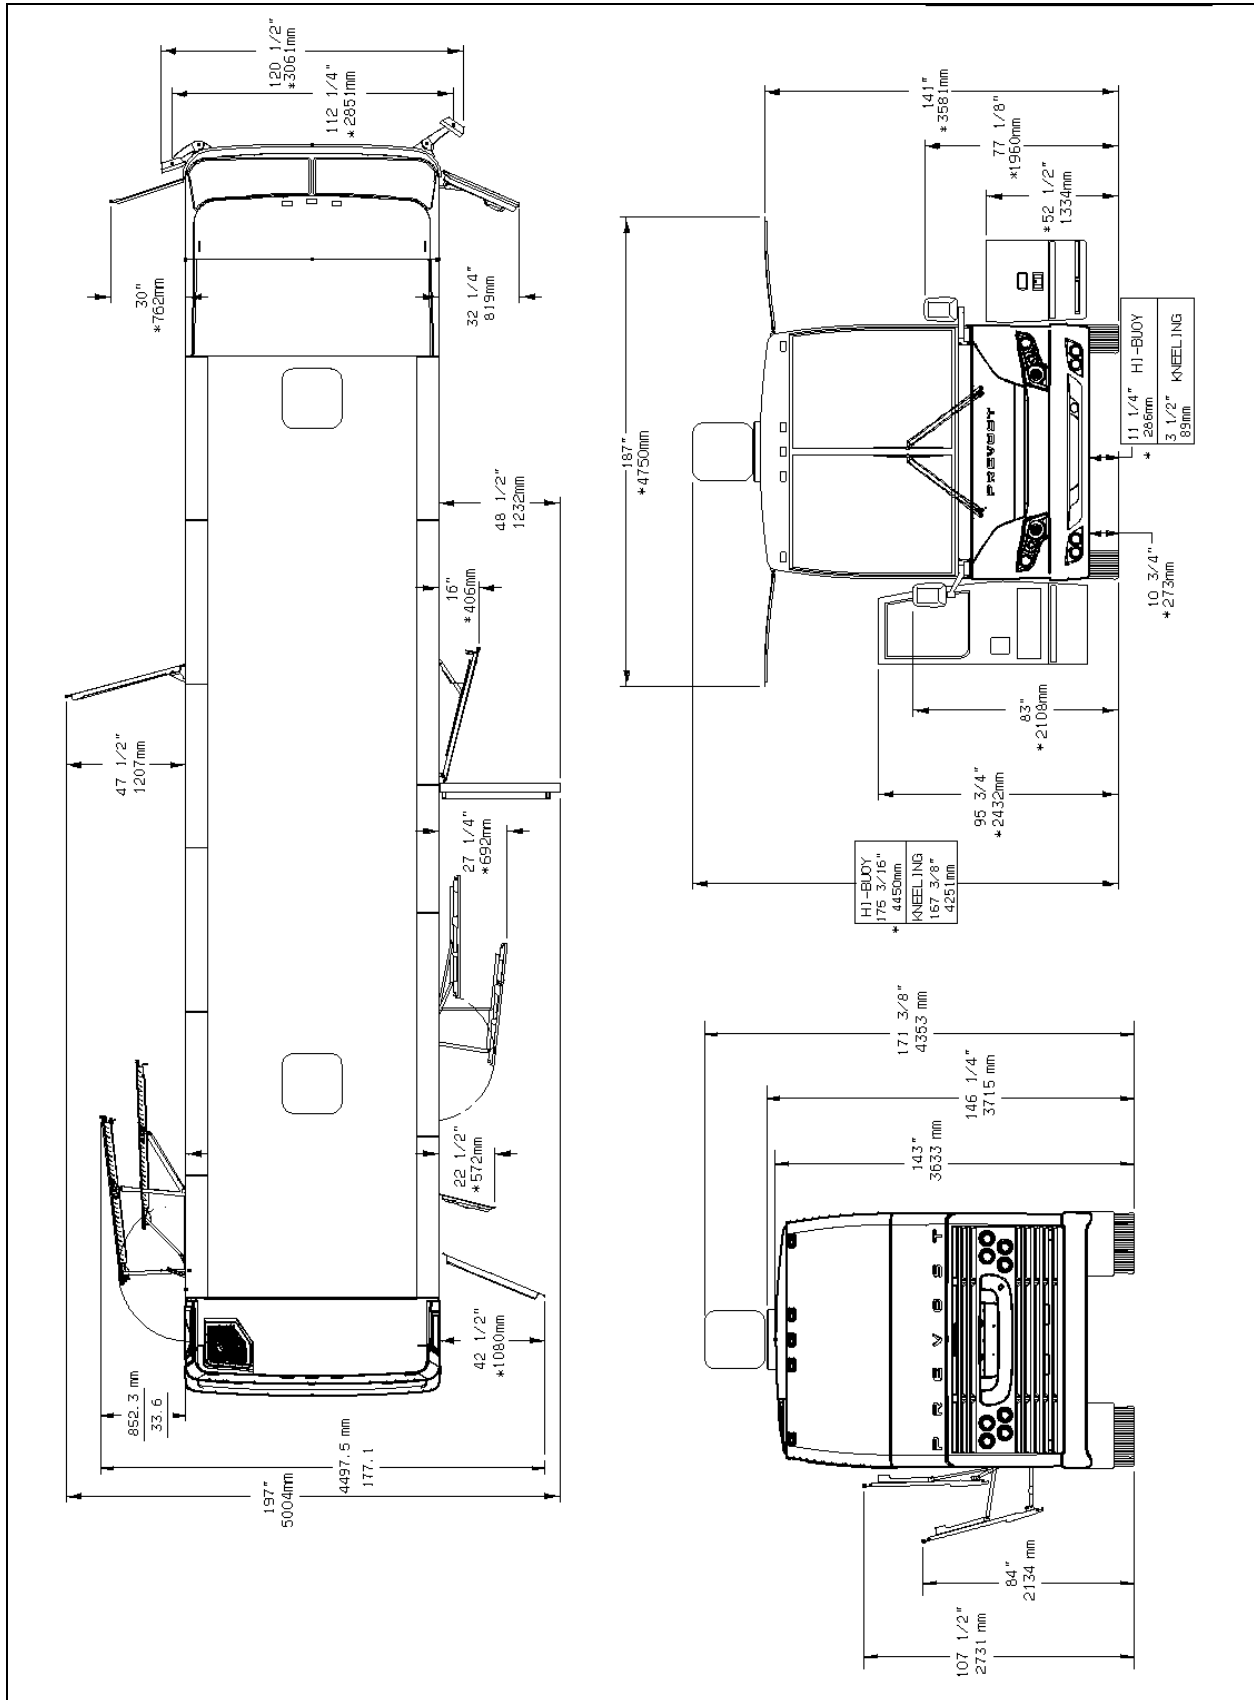 120 1/2"
*3061mm
112 1/4"
*2851mm
30"
*762mm
32 1/4"
819mm
48 1/2"
1232mm
16"
*406mm
47 1/2"
1207mm
27 1/4"
*692mm
22 1/2"
*572mm
42 1/2"
*1080mm
852.3 mm
33.6
4497.5 mm
177.1
197"
5004mm
141"
*3581mm
77 1/8"
*1960mm
*52 1/2"
1334mm
187"
*4750mm
PREVOST
*
11 1/4" HI-BUOY
286mm
3 1/2" KNEELING
89mm
10 3/4"
*273mm
83"
*2108mm
95 3/4"
*2432mm
*
HI-BUOY
175 3/16"
4450mm
KNEELING
167 3/8"
4251mm
171 3/8"
4353 mm
146 1/4"
3715 mm
143"
3633 mm
PREVOST
84"
2134 mm
107 1/2"
2731 mm